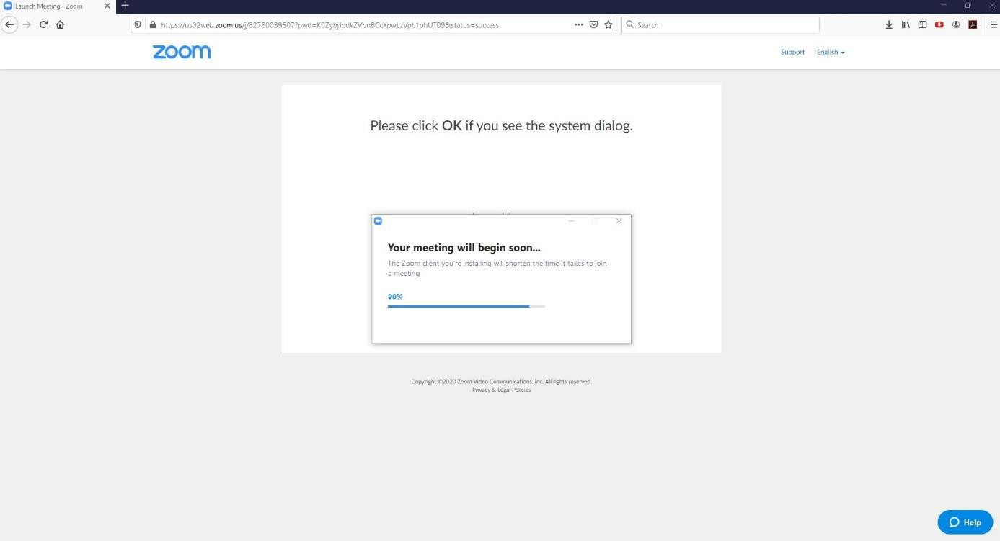 Launch Meeting - Zoom
https://us02web.zoom.us/j/82780039507?pwd=K0ZybjJpdkZVbnBCcXpwLzVpL1phUT09&status=success
Search
zoom
Support
English
Please click OK if you see the system dialog.
Your meeting will begin soon...
The Zoom client you're installing will shorten the time it takes to join
a meeting
90%
Copyright ©2020 Zoom Video Communications, Inc. All rights reserved.
Privacy & Legal Policies
Help